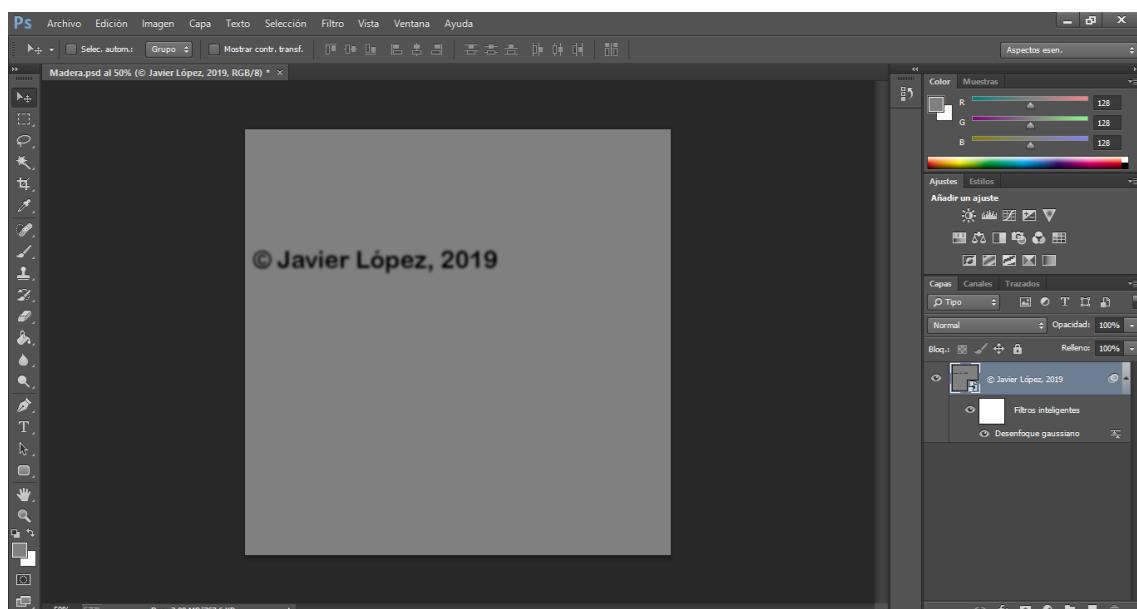 Ps Archivo Edición Imagen Capa Texto Selección Filtro Vista Ventana Ayuda
Selec. autom.: Grupo Mostrar contr. transf. Aspectos esen.
Madera.psd al 50% (© Javier López, 2019, RGB/8) * ×
Color Muestras
R 128
G 128
B 128
Ajustes Estilos
Añadir un ajuste
© Javier López, 2019
Capas Canales Trazados
Tipo
Normal Opacidad: 100%
Bloq.: Relleno: 100%
© Javier López, 2019
Filtros inteligentes
Desenfoque gaussiano